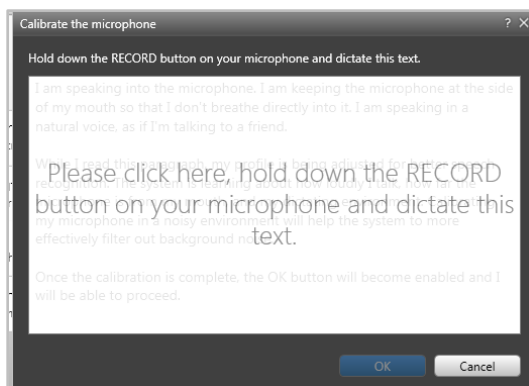 Calibrate the microphone ? ×
Hold down the RECORD button on your microphone and dictate this text.
I am speaking into the microphone. I am keeping the microphone at the side
of my mouth so that I don't breathe directly into it. I am speaking in a
natural voice, as if I'm talking to a friend.
While I read this paragraph, my profile is being adjusted for
Please click here, hold down the RECORD
recognition. The system is learning about how loudly I talk, how far the
button on your microphone and dictate this
my microphone in a noisy environment will help the system to more
text.
effectively filter out background
Once the calibration is complete, the OK button will become enabled and I
will be able to proceed.
OK Cancel